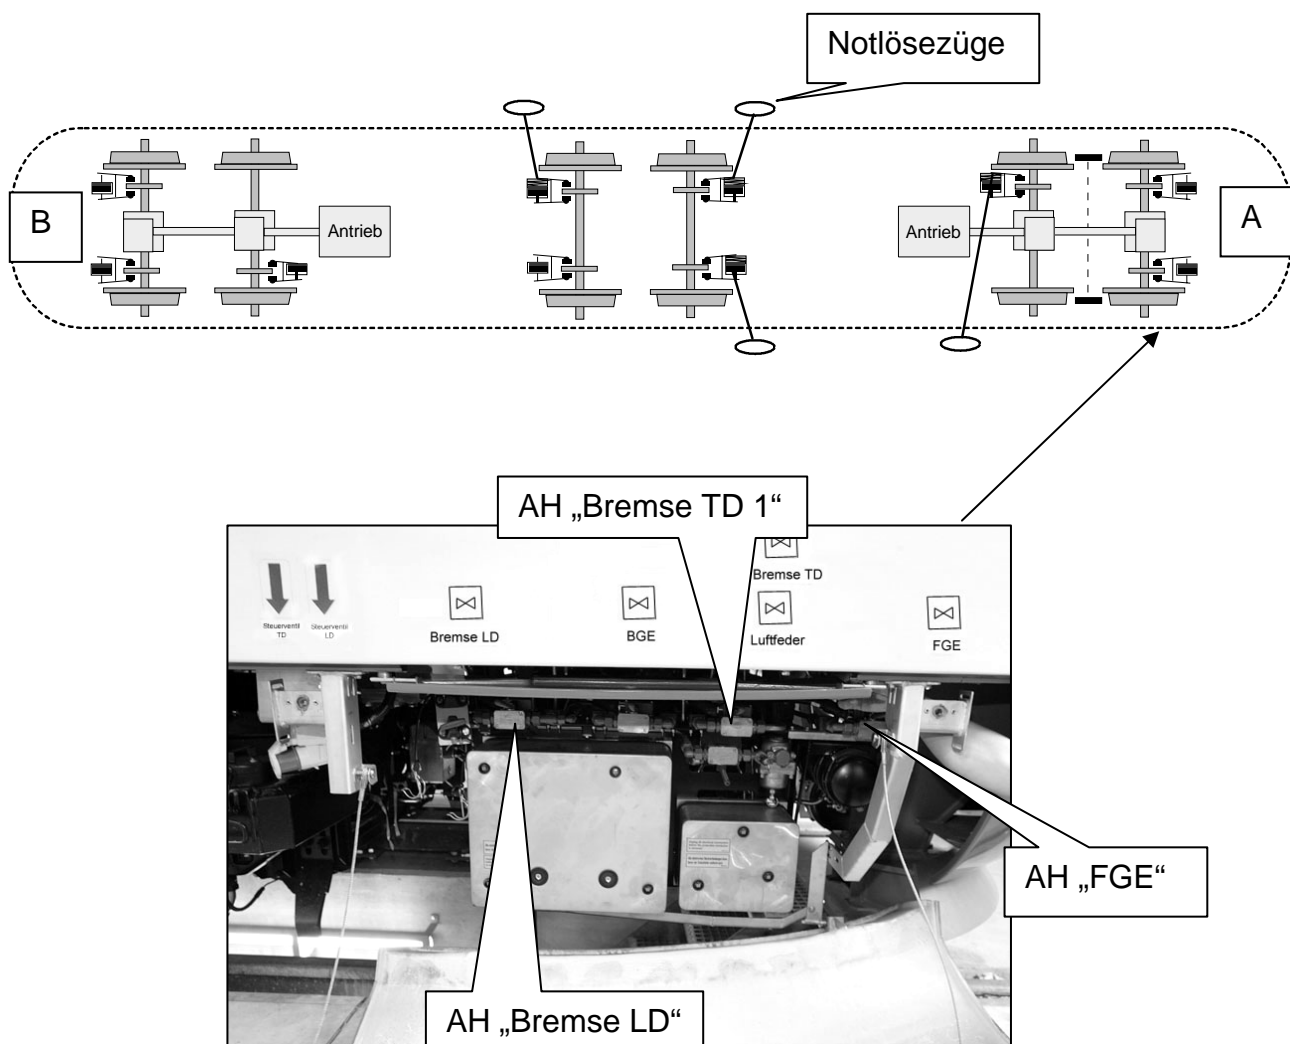 Notlösezüge
B
Antrieb
Antrieb
A
AH „Bremse TD 1“
Bremse TD
Steuerventil
TD
Steuerventil
LD
Bremse LD
BGE
Luftfeder
FGE
AH „FGE“
AH „Bremse LD“